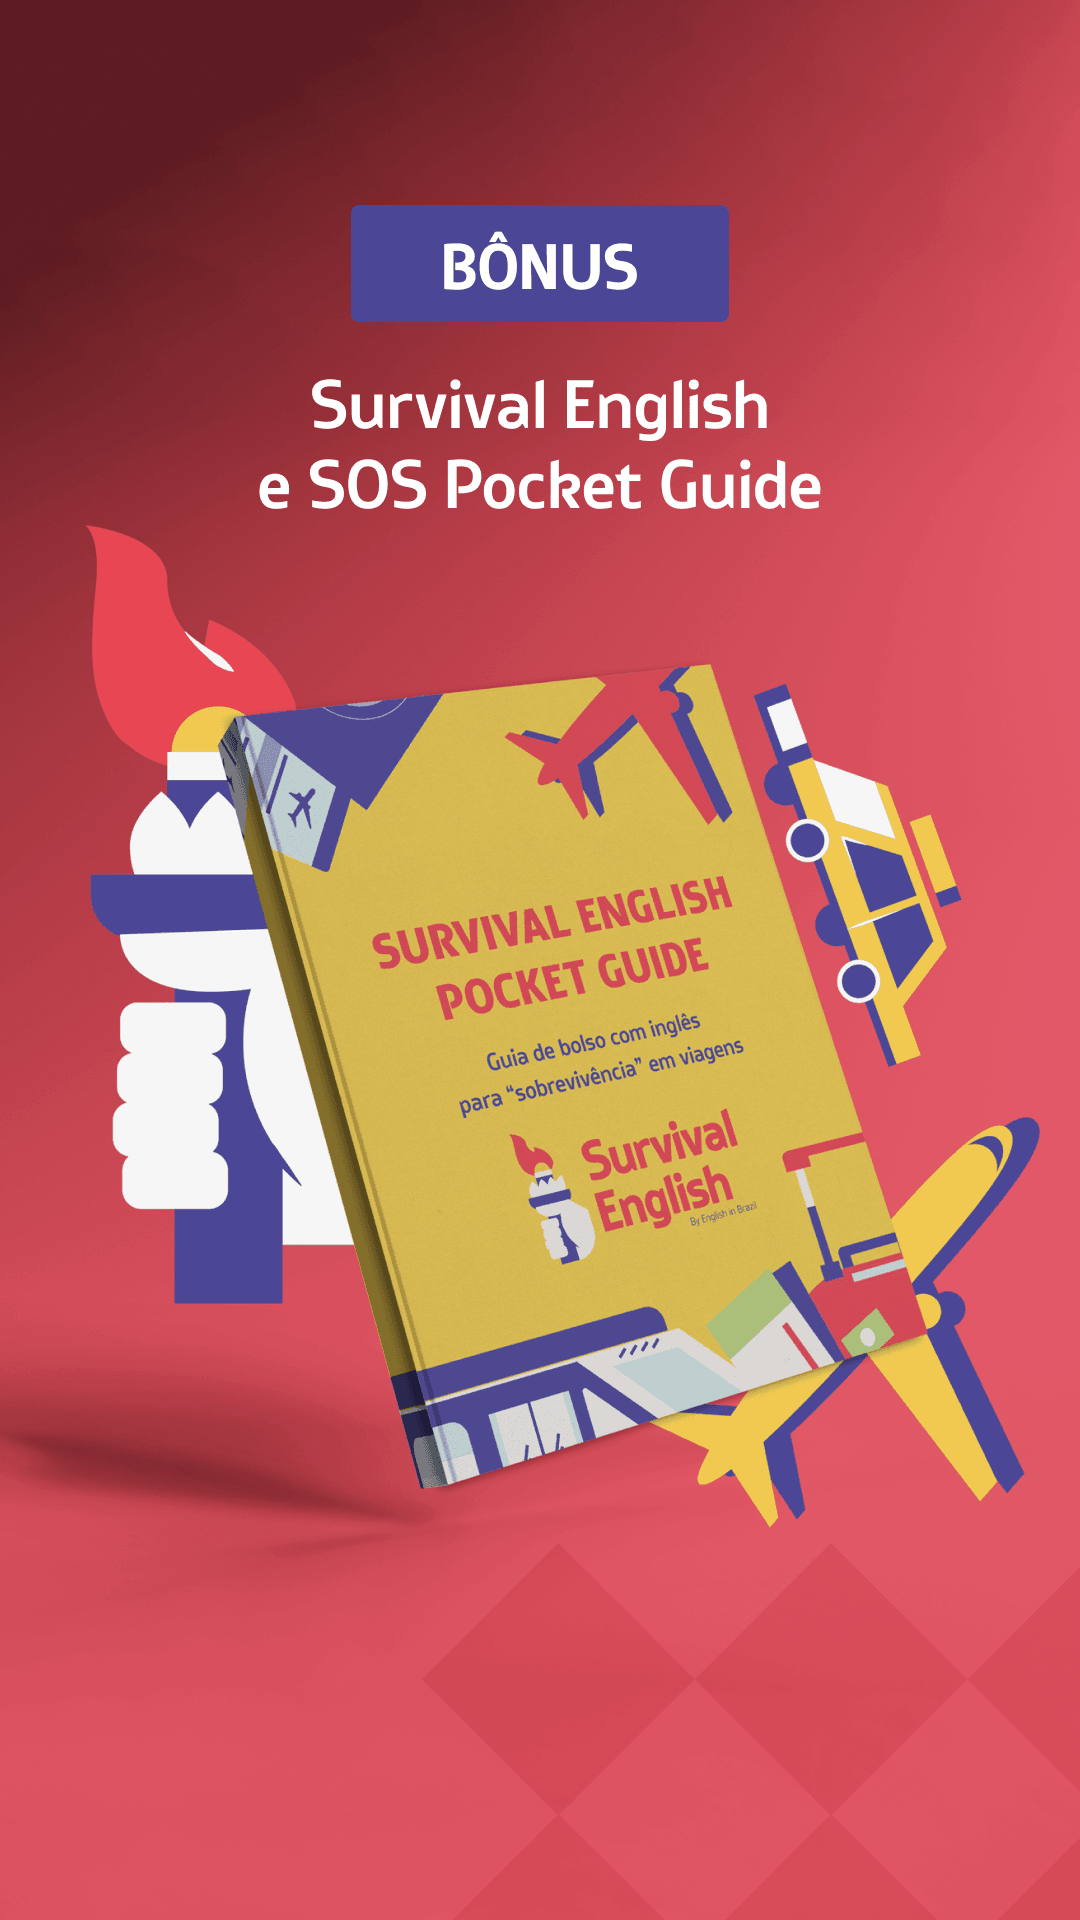 BÔNUS
Survival English
e SOS Pocket Guide
SURVIVAL ENGLISH
POCKET GUIDE
Guia de bolso com inglês
para “sobrevivência” em viagens
Survival
English
By English in Brazil